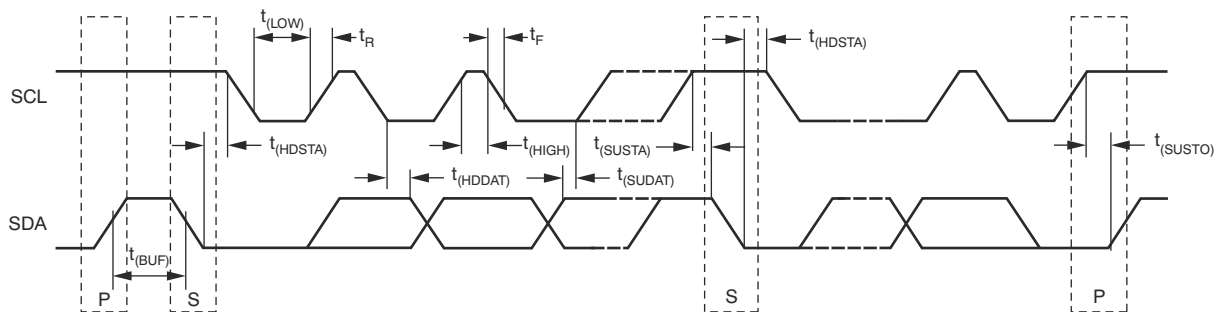 t(LOW)
tR
tF
t(HDSTA)
SCL
t(HDSTA)
t(HIGH)
t(SUSTA)
t(SUSTO)
t(HDDAT)
t(SUDAT)
SDA
t(BUF)
P
S
S
P